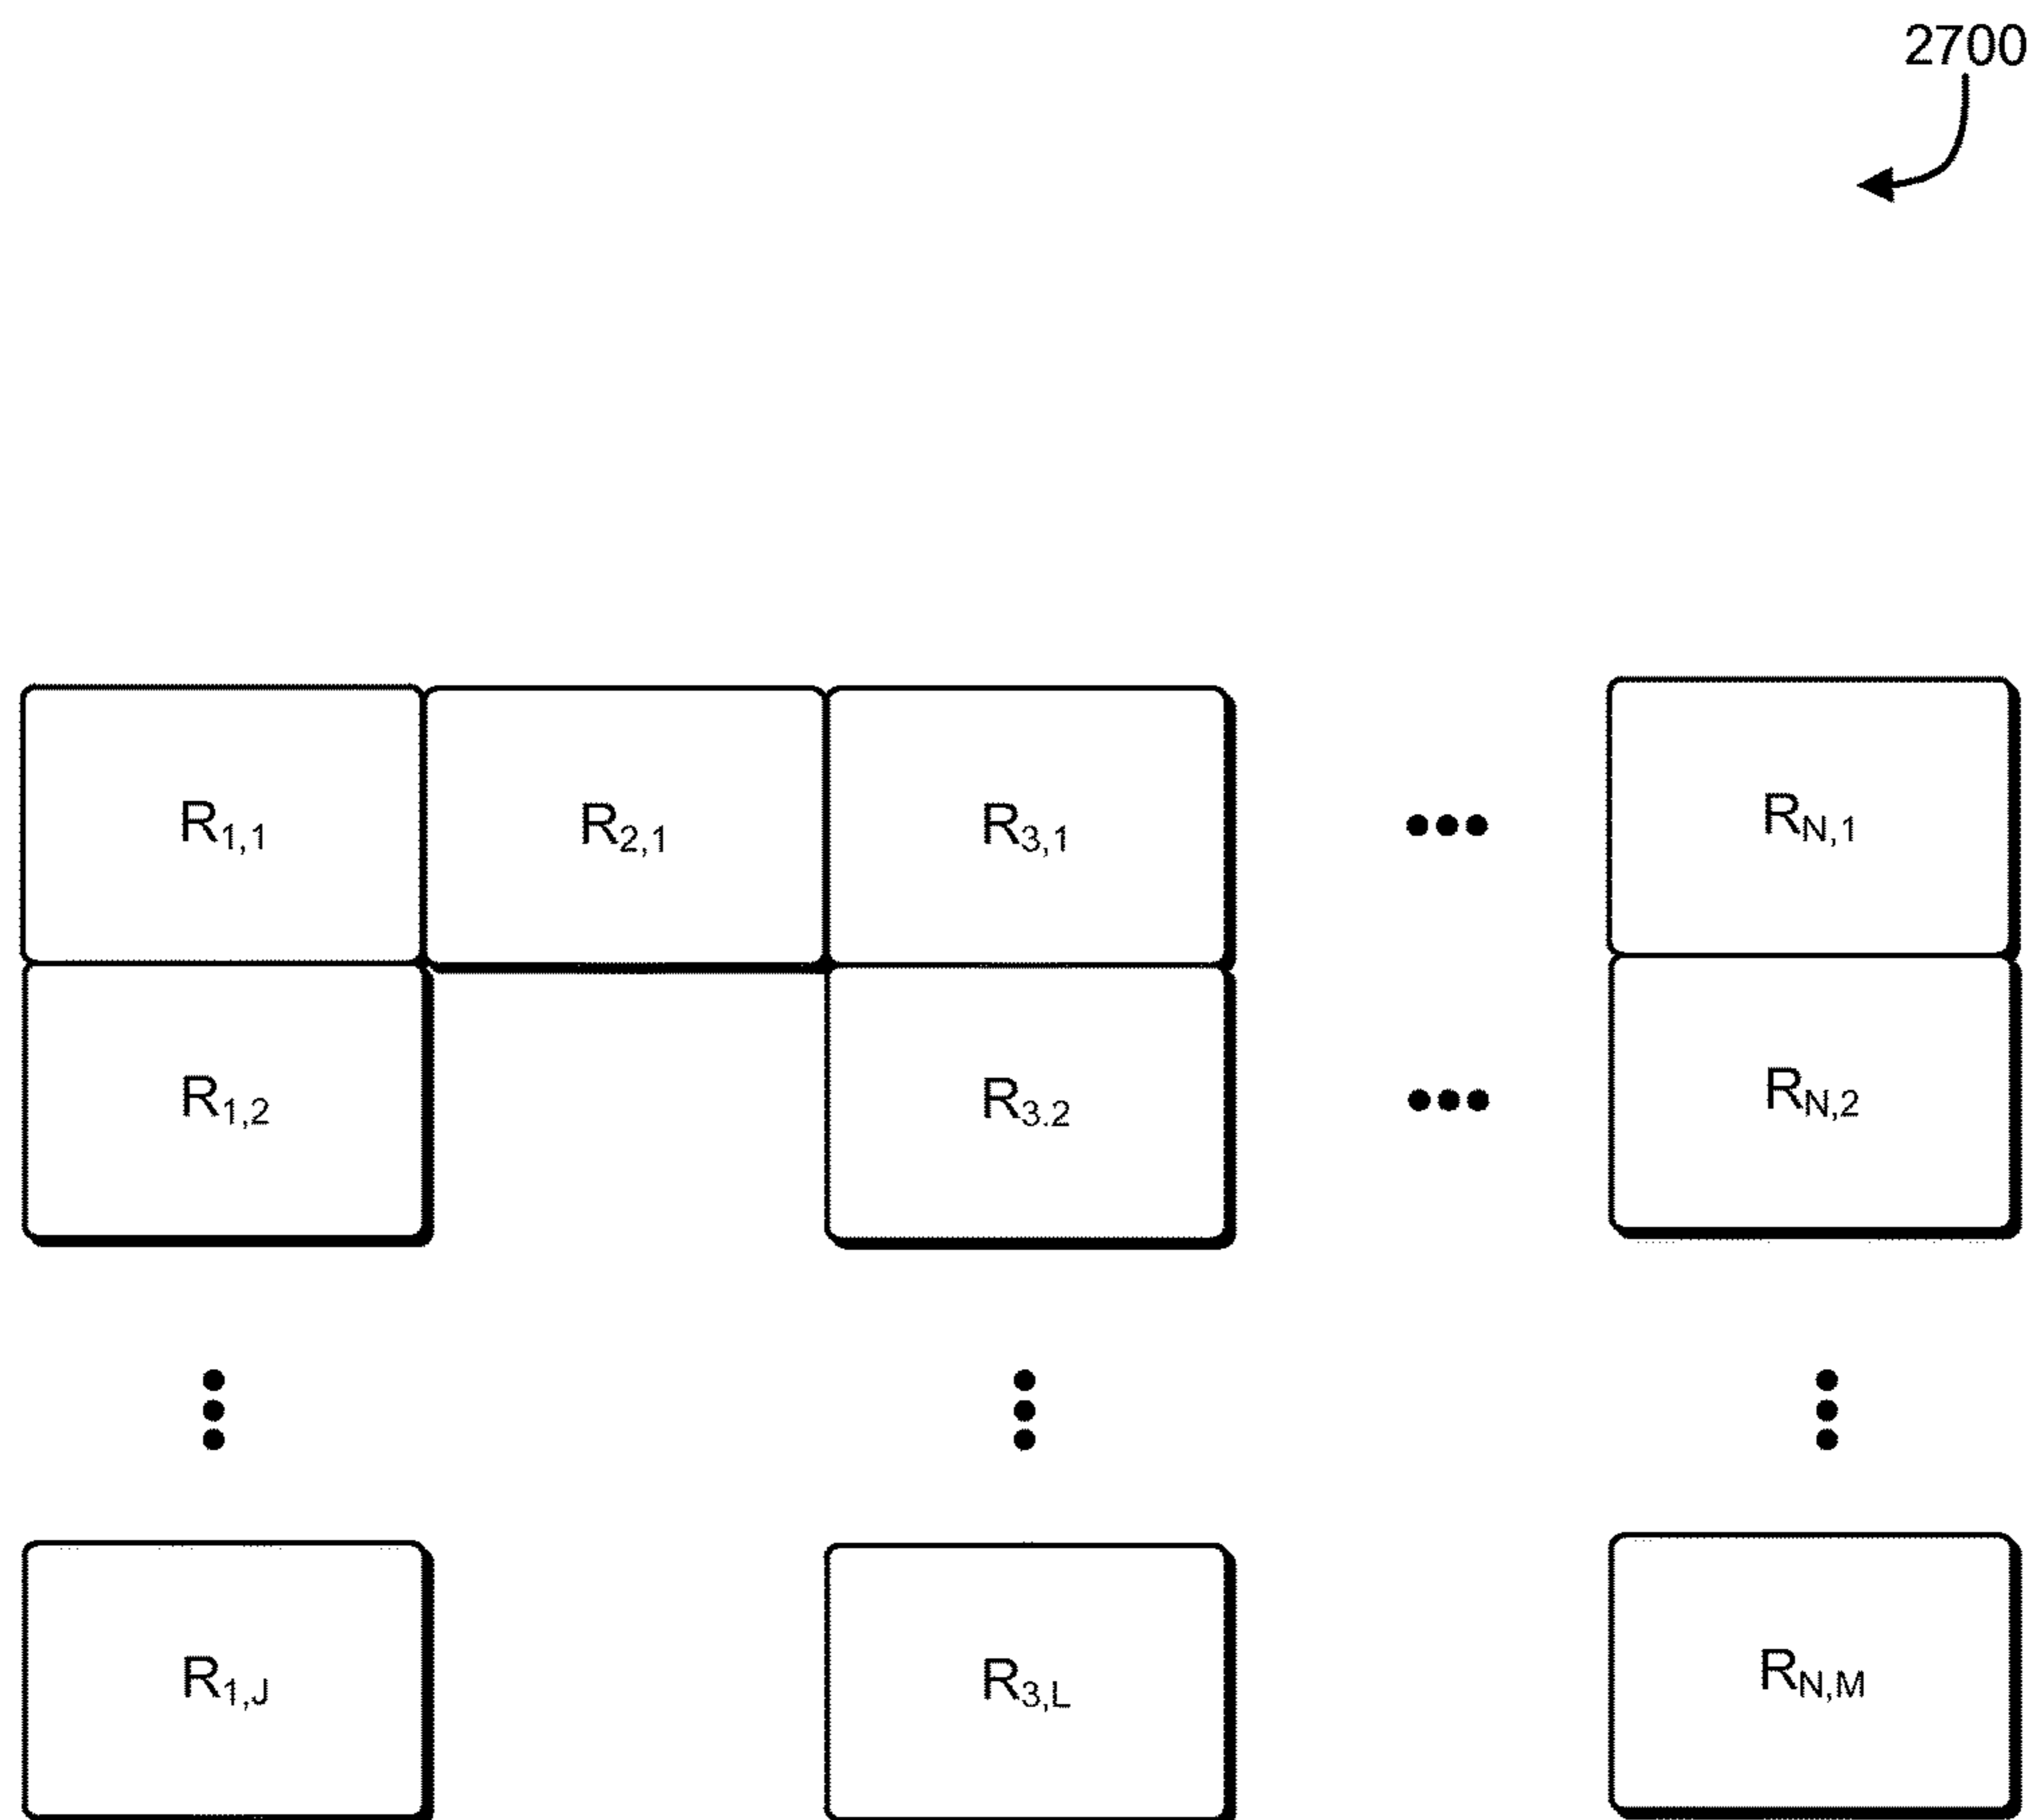 2700
R1,1 R2,1 R3,1 ••• RN,1
R1,2 R3.2 ••• RN,2
R1,J R3,L RN,M